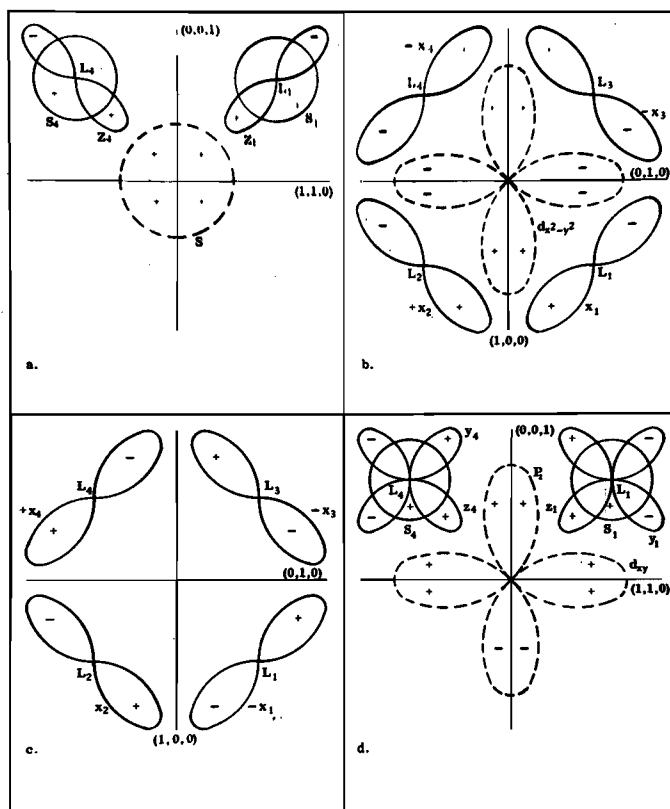 (0,0,1)
- -
L₄ L₁
+ +
S₄ S₁
+ +
Z₄ Z₁
+ +
(1,1,0)
+ +
S
a.
-x₄
L₄ L₃
-x₃
- -
+ +
- -
(0,1,0)
- -
dx²-y²
- -
+ +
L₂ L₁
+x₂ + + x₁
(1,0,0)
b.
- +
L₄ L₃
+x₄ -x₃
+ -
(0,1,0)
- +
L₂ L₁
x₂ + - -x₁
(1,0,0)
c.
y₄ (0,0,1)
- + + -
P₂
L₄ L₁
z₄ + + z₁ +
- + + -
S₄ S₁ y₁
+ + dxy
(1,1,0)
+ +
- -
d.